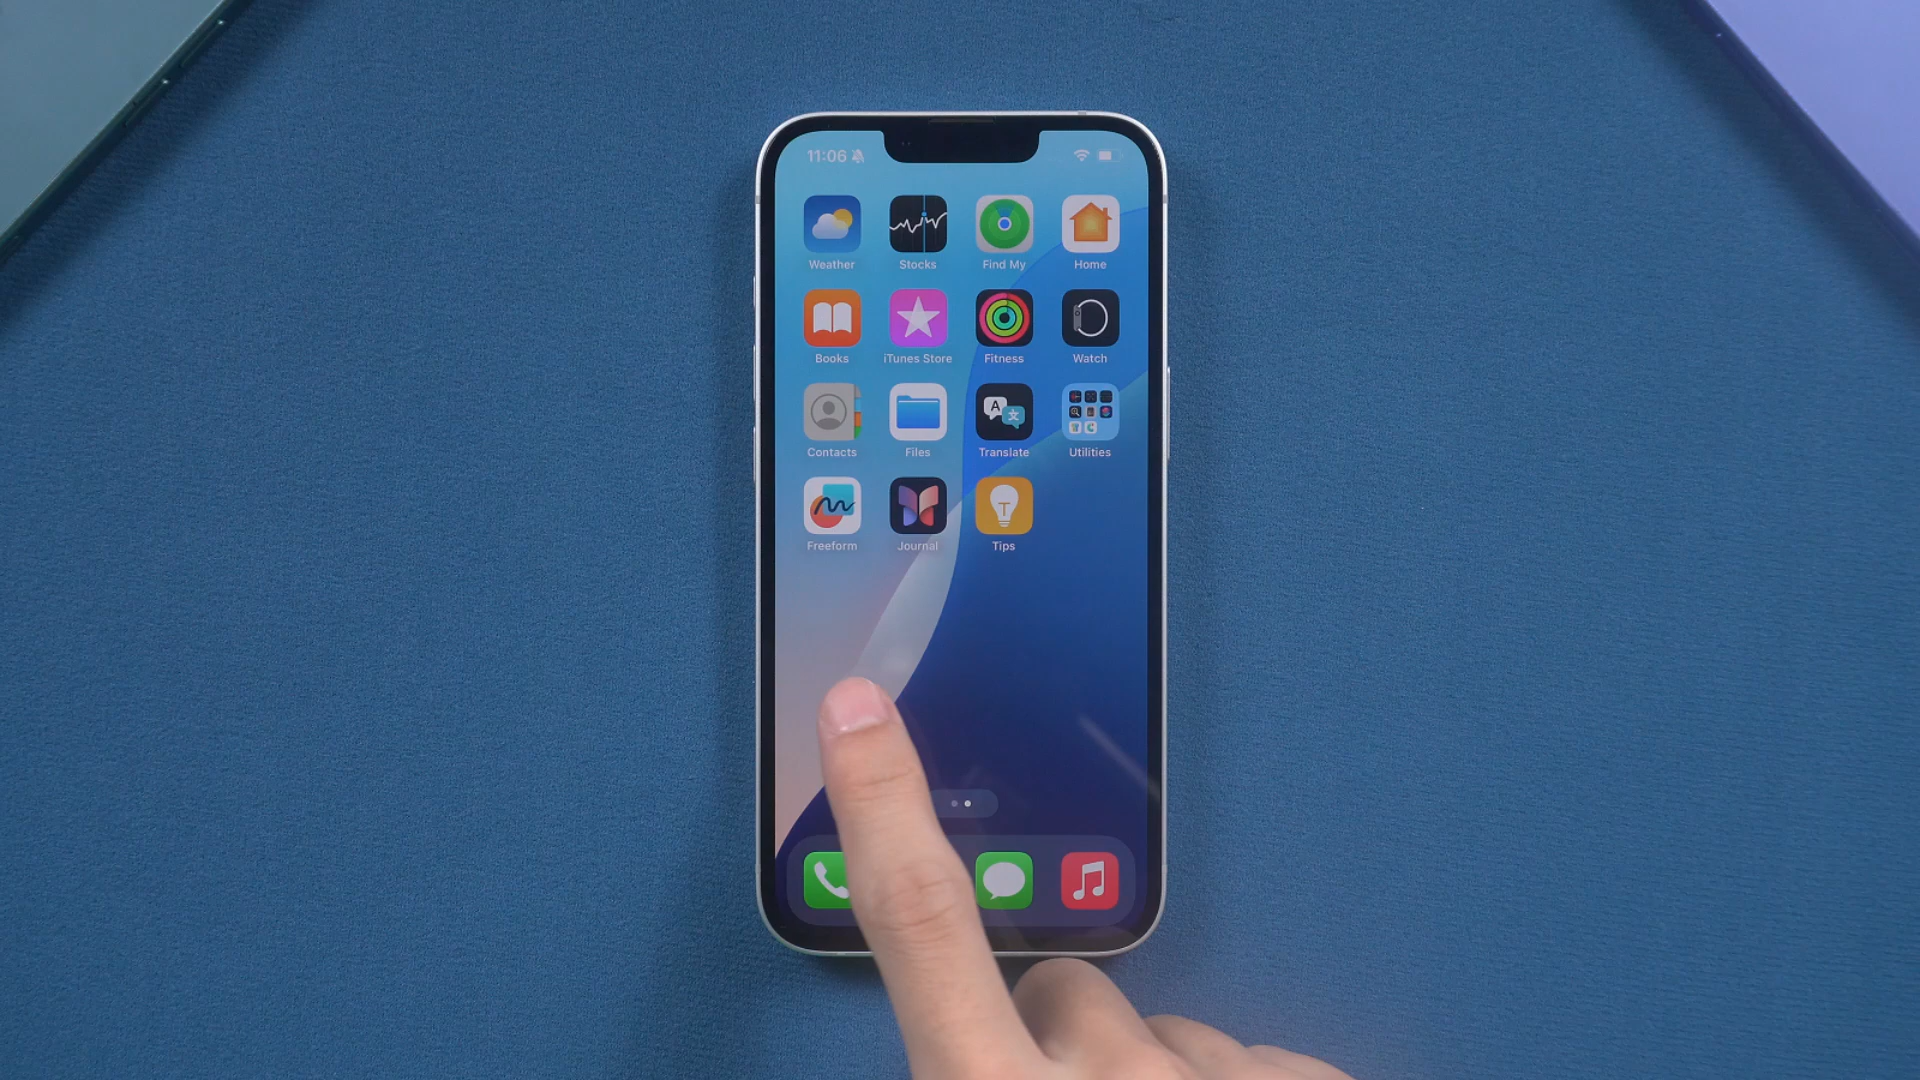 11:06
Weather Stocks Find My Home
Books iTunes Store Fitness Watch
Contacts Files Translate Utilities
Freeform Journal Tips